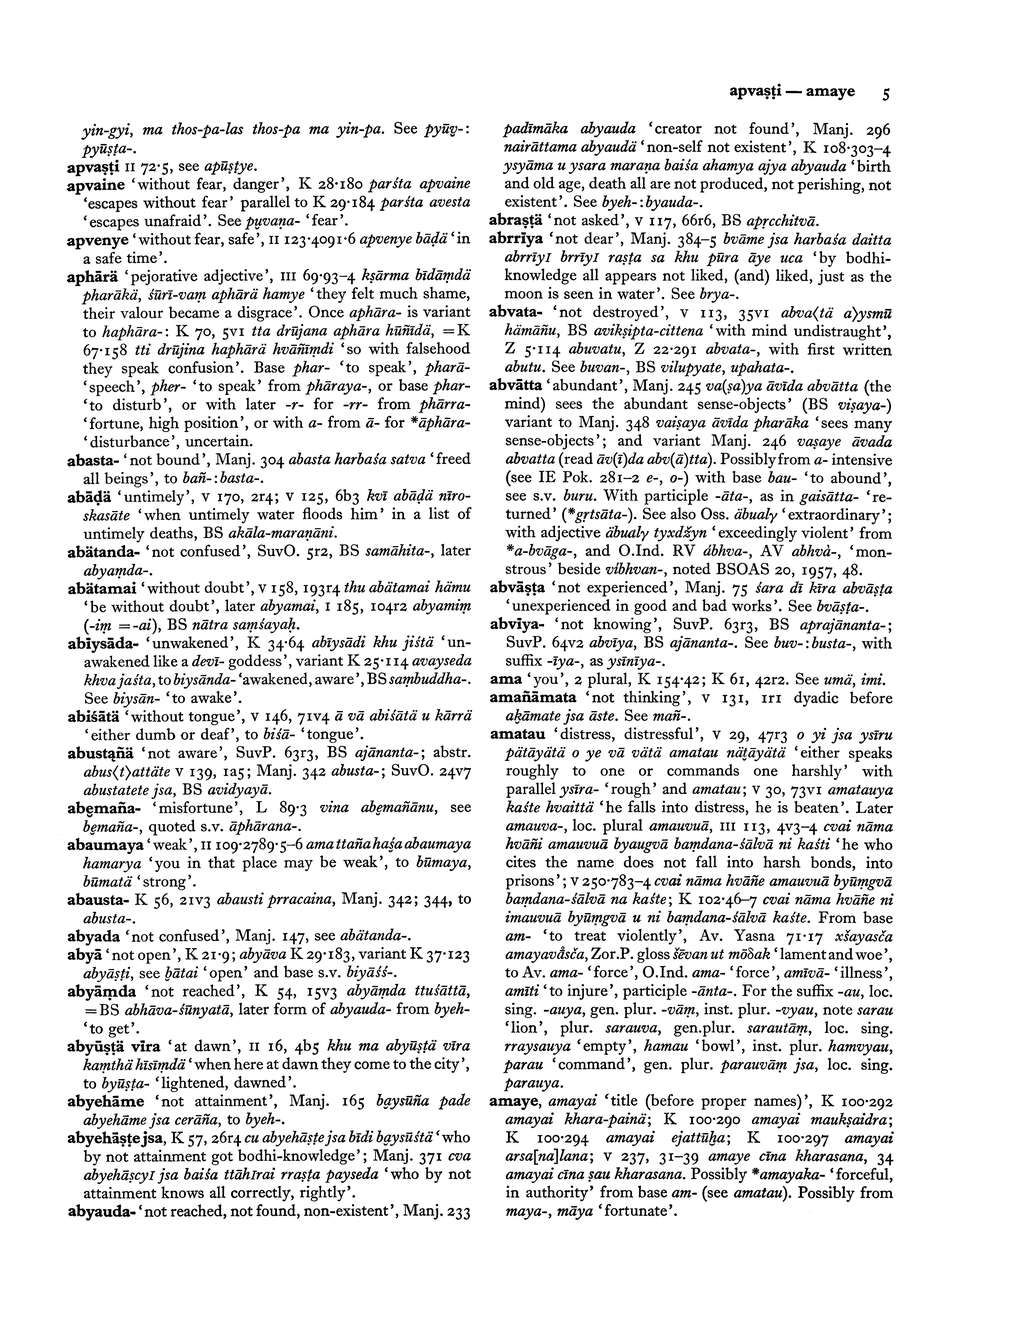 apvaṣṭi — amaye 5
yin-gyi, ma thos-pa-las thos-pa ma yin-pa. See pyūṿ-:
pyūṣṭa-.
apvaṣṭi II 72·5, see apūṣṭye.
apvaine ‘without fear, danger’, K 28·180 parśta apvaine
‘escapes without fear’ parallel to K 29·184 parśta avesta
‘escapes unafraid’. See pụvaṇa- ‘fear’.
apvenye ‘without fear, safe’, II 123·4091·6 apvenye bāḍä ‘in
a safe time’.
aphārä ‘pejorative adjective’, III 69·93–4 kṣārma bīdāṃdä
pharākä, śūrī-vaṃ aphārä hamye ‘they felt much shame,
their valour became a disgrace’. Once aphāra- is variant
to haphāra-: K 70, 5v1 tta drūjana aphāra hūñīdä, = K
67·158 tti drūjina haphārä hvāñīṃdi ‘so with falsehood
they speak confusion’. Base phar- ‘to speak’, pharā-
‘speech’, pher- ‘to speak’ from phāraya-, or base phar-
‘to disturb’, or with later -r- for -rr- from phārra-
‘fortune, high position’, or with a- from ā- for *āphāra-
‘disturbance’, uncertain.
abasta- ‘not bound’, Manj. 304 abasta harbaśa satva ‘freed
all beings’, to bañ-: basta-.
abāḍä ‘untimely’, V 170, 2r4; V 125, 6b3 kvī abāḍä nīro-
skasāte ‘when untimely water floods him’ in a list of
untimely deaths, BS akāla-maraṇāni.
abätanda- ‘not confused’, SuvO. 5r2, BS samāhita-, later
abyaṃda-.
abätamai ‘without doubt’, V 158, 193r4 thu abätamai hämu
‘be without doubt’, later abyamai, I 185, 104r2 abyamiṃ
(-iṃ = -ai), BS nātra saṃśayaḥ.
abīysāda- ‘unwakened’, K 34·64 abīysādi khu jiśtä ‘un-
awakened like a devī- goddess’, variant K 25·114 avayseda
khva jaśta, to biysānda- ‘awakened, aware’, BS saṃbuddha-.
See biysān- ‘to awake’.
abiśātä ‘without tongue’, V 146, 71v4 ā vā abiśātä u kārrä
‘either dumb or deaf’, to biśā- ‘tongue’.
abustąñä ‘not aware’, SuvP. 63r3, BS ajānanta-; abstr.
abus⟨t⟩attäte V 139, 1a5; Manj. 342 abusta-; SuvO. 24v7
abustatete jsa, BS avidyayā.
abẹmaña- ‘misfortune’, L 89·3 vina abẹmañānu, see
bẹmaña-, quoted s.v. āphārana-.
abaumaya ‘weak’, II 109·2789·5–6 ama ttaña haśa abaumaya
hamarya ‘you in that place may be weak’, to būmaya,
būmatä ‘strong’.
abausta- K 56, 21v3 abausti prracaina, Manj. 342; 344, to
abusta-.
abyada ‘not confused’, Manj. 147, see abätanda-.
abyā ‘not open’, K 21·9; abyāva K 29·183, variant K 37·123
abyāṣṭi, see b̤ātai ‘open’ and base s.v. biyāśś-.
abyāṃda ‘not reached’, K 54, 15v3 abyāṃda ttuśāttā,
= BS abhāva-śūnyatā, later form of abyauda- from byeh-
‘to get’.
abyūṣṭä vīra ‘at dawn’, II 16, 4b5 khu ma abyūṣṭä vīra
kaṃthä hīsīṃdä ‘when here at dawn they come to the city’,
to byūṣṭa- ‘lightened, dawned’.
abyehāme ‘not attainment’, Manj. 165 bạysūña pade
abyehāme jsa cerāña, to byeh-.
abyehāṣṭe jsa, K 57, 26r4 cu abyehāṣṭe jsa bīdi bạysūśtä ‘who
by not attainment got bodhi-knowledge’; Manj. 371 cva
abyehāṣcyI jsa baiśa ttāhIrai rraṣṭa payseda ‘who by not
attainment knows all correctly, rightly’.
abyauda- ‘not reached, not found, non-existent’, Manj. 233
padīmāka abyauda ‘creator not found’, Manj. 296
nairāttama abyaudä ‘non-self not existent’, K 108·303–4
ysyāma u ysara maraṇa baiśa ahamya ajya abyauda ‘birth
and old age, death all are not produced, not perishing, not
existent’. See byeh-: byauda-.
abraṣṭä ‘not asked’, V 117, 66r6, BS apṛcchitvā.
abrrīya ‘not dear’, Manj. 384–5 bvāme jsa harbaśa daitta
abrrīyI brrīyI raṣṭa sa khu pūra āye uca ‘by bodhi-
knowledge all appears not liked, (and) liked, just as the
moon is seen in water’. See brya-.
abvata- ‘not destroyed’, V 113, 35v1 abva⟨tä a⟩ysmū
hämāñu, BS avikṣipta-cittena ‘with mind undistraught’,
Z 5·114 abuvatu, Z 22·291 abvata-, with first written
abutu. See buvan-, BS vilupyate, upahata-.
abvātta ‘abundant’, Manj. 245 va(ṣa)ya āvīda abvātta (the
mind) sees the abundant sense-objects’ (BS viṣaya-)
variant to Manj. 348 vaiṣaya āvīda pharāka ‘sees many
sense-objects’; and variant Manj. 246 vaṣaye āvada
abvatta (read āv(ī)da abv(ā)tta). Possibly from a- intensive
(see IE Pok. 281–2 e-, o-) with base bau- ‘to abound’,
see s.v. buru. With participle -āta-, as in gaisātta- ‘re-
turned’ (*gṛtsāta-). See also Oss. äbualy ‘extraordinary’;
with adjective äbualy tyxdžyn ‘exceedingly violent’ from
*a-bvāga-, and O.Ind. RV ábhva-, AV abhvà-, ‘mon-
strous’ beside víbhvan-, noted BSOAS 20, 1957, 48.
abvāṣṭa ‘not experienced’, Manj. 75 śara dī kīra abvāṣṭa
‘unexperienced in good and bad works’. See bvāṣṭa-.
abvīya- ‘not knowing’, SuvP. 63r3, BS aprajānanta-;
SuvP. 64v2 abvīya, BS ajānanta-. See buv-: busta-, with
suffix -īya-, as ysīnīya-.
ama ‘you’, 2 plural, K 154·42; K 61, 42r2. See umä, imi.
amañāmata ‘not thinking’, V 131, 1r1 dyadic before
aḵāmate jsa āste. See mañ-.
amatau ‘distress, distressful’, V 29, 47r3 o yi jsa ysīru
pätāyätä o ye vā vätä amatau näṭāyätä ‘either speaks
roughly to one or commands one harshly’ with
parallel ysīra- ‘rough’ and amatau; V 30, 73v1 amatauya
kaśte hvaittä ‘he falls into distress, he is beaten’. Later
amauva-, loc. plural amauvuā, III 113, 4v3–4 cvai nāma
hvāñi amauvuā byaugvā baṃdana-śālvā ni kaśti ‘he who
cites the name does not fall into harsh bonds, into
prisons’; V 250·783–4 cvai nāma hvāñe amauvuā byūṃgvā
baṃdana-śālvā na kaśte; K 102·46–7 cvai nāma hvāñe ni
imauvuā byūṃgvā u ni baṃdana-śālvā kaśte. From base
am- ‘to treat violently’, Av. Yasna 71·17 xšayasča
amayavå̄sča, Zor.P. gloss šēvan ut mōδak ‘lament and woe’,
to Av. ama- ‘force’, O.Ind. ama- ‘force’, amīvā- ‘illness’,
amīti ‘to injure’, participle -ānta-. For the suffix -au, loc.
sing. -auya, gen. plur. -vāṃ, inst. plur. -vyau, note sarau
‘lion’, plur. sarauva, gen.plur. sarautāṃ, loc. sing.
rraysauya ‘empty’, hamau ‘bowl’, inst. plur. hamvyau,
parau ‘command’, gen. plur. parauvāṃ jsa, loc. sing.
parauya.
amaye, amayai ‘title (before proper names)’, K 100·292
amayai khara-painä; K 100·290 amayai maukṣaidra;
K 100·294 amayai ejattūẖa; K 100·297 amayai
arsa[na]lana; V 237, 31–39 amaye cīna kharasana, 34
amayai cīna ṣau kharasana. Possibly *amayaka- ‘forceful,
in authority’ from base am- (see amatau). Possibly from
maya-, māya ‘fortunate’.